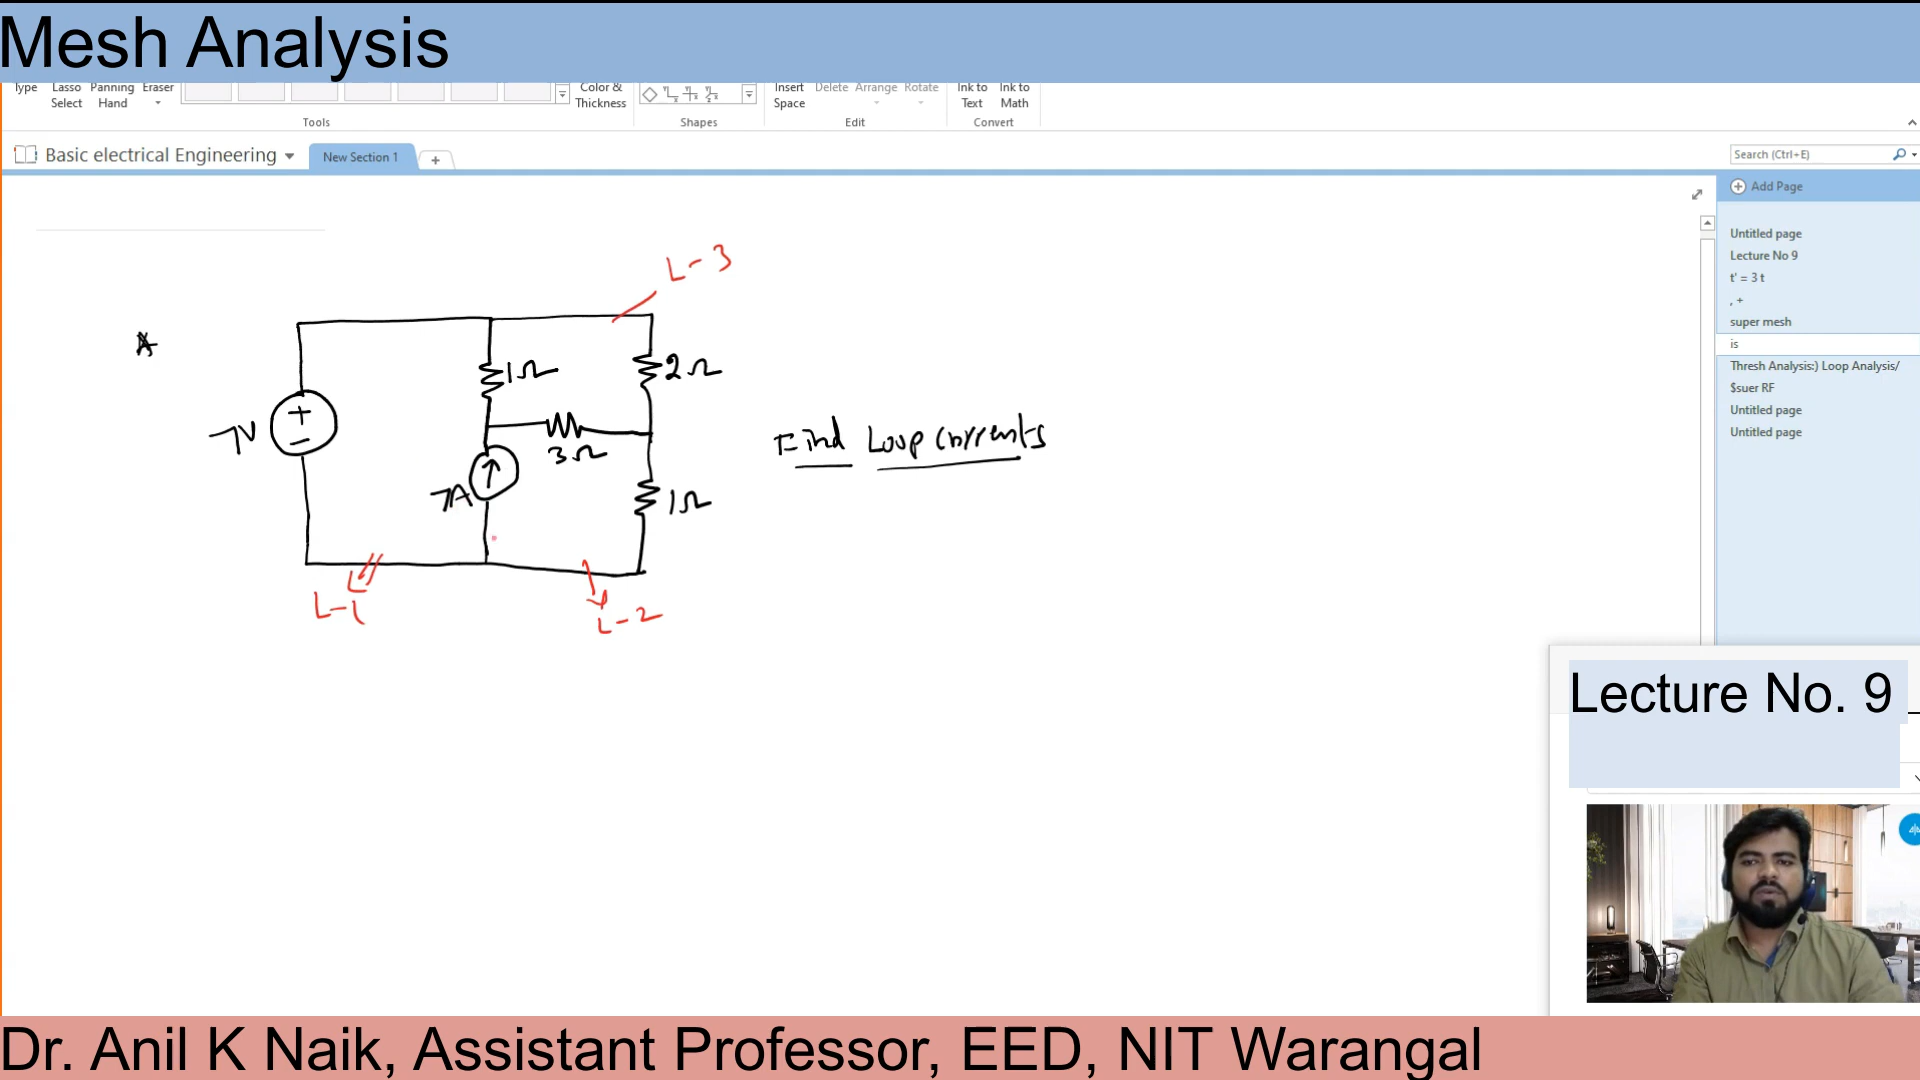 Mesh Analysis
Type
Lasso Select
Panning Hand
Eraser
Color & Thickness
Insert Space
Delete
Arrange
Rotate
Ink to Text
Ink to Math
Tools
Shapes
Edit
Convert
Basic electrical Engineering
New Section 1
+
Search (Ctrl+E)
Add Page
Untitled page
Lecture No 9
t' = 3 t
, +
super mesh
is
Thresh Analysis:) Loop Analysis/
$suer RF
Untitled page
Untitled page
L-3
1Ω
2Ω
7V
+
−
3Ω
7A
1Ω
Find Loop Currents
L-1
L-2
Lecture No. 9
Dr. Anil K Naik, Assistant Professor, EED, NIT Warangal